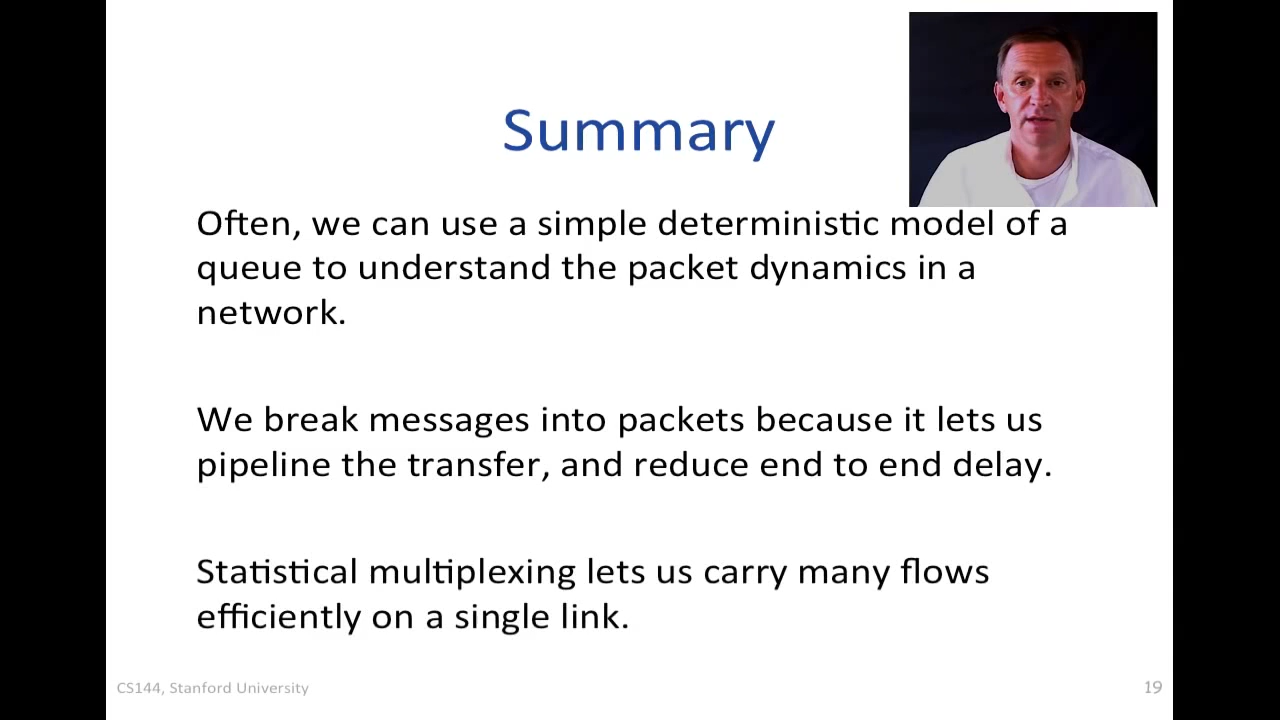 Summary
Often, we can use a simple deterministic model of a
queue to understand the packet dynamics in a
network.
We break messages into packets because it lets us
pipeline the transfer, and reduce end to end delay.
Statistical multiplexing lets us carry many flows
efficiently on a single link.
CS144, Stanford University
19